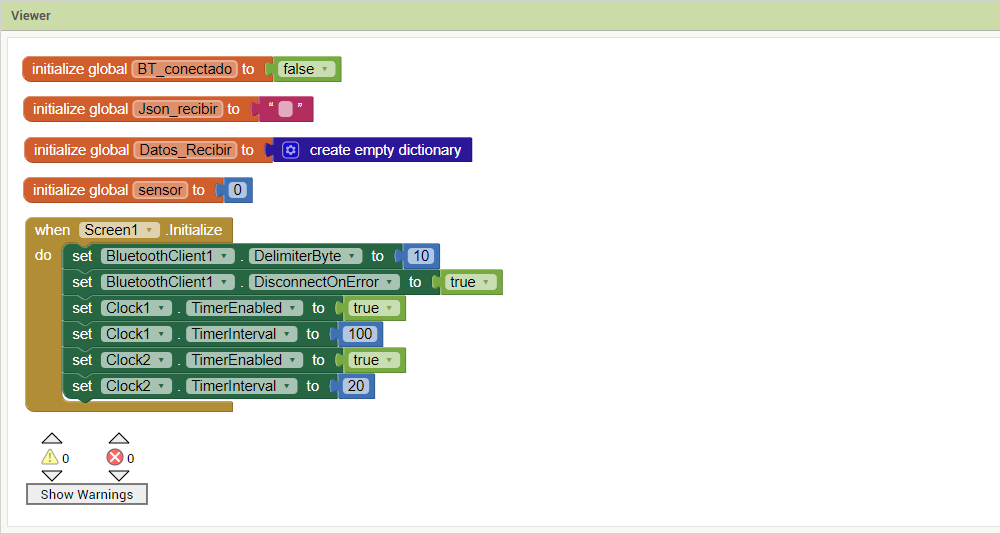 Viewer
initialize global BT_conectado to false
initialize global Json_recibir to “ ”
initialize global Datos_Recibir to create empty dictionary
initialize global sensor to 0
when Screen1 .Initialize
do set BluetoothClient1 . DelimiterByte to 10
set BluetoothClient1 . DisconnectOnError to true
set Clock1 . TimerEnabled to true
set Clock1 . TimerInterval to 100
set Clock2 . TimerEnabled to true
set Clock2 . TimerInterval to 20
0 0
Show Warnings